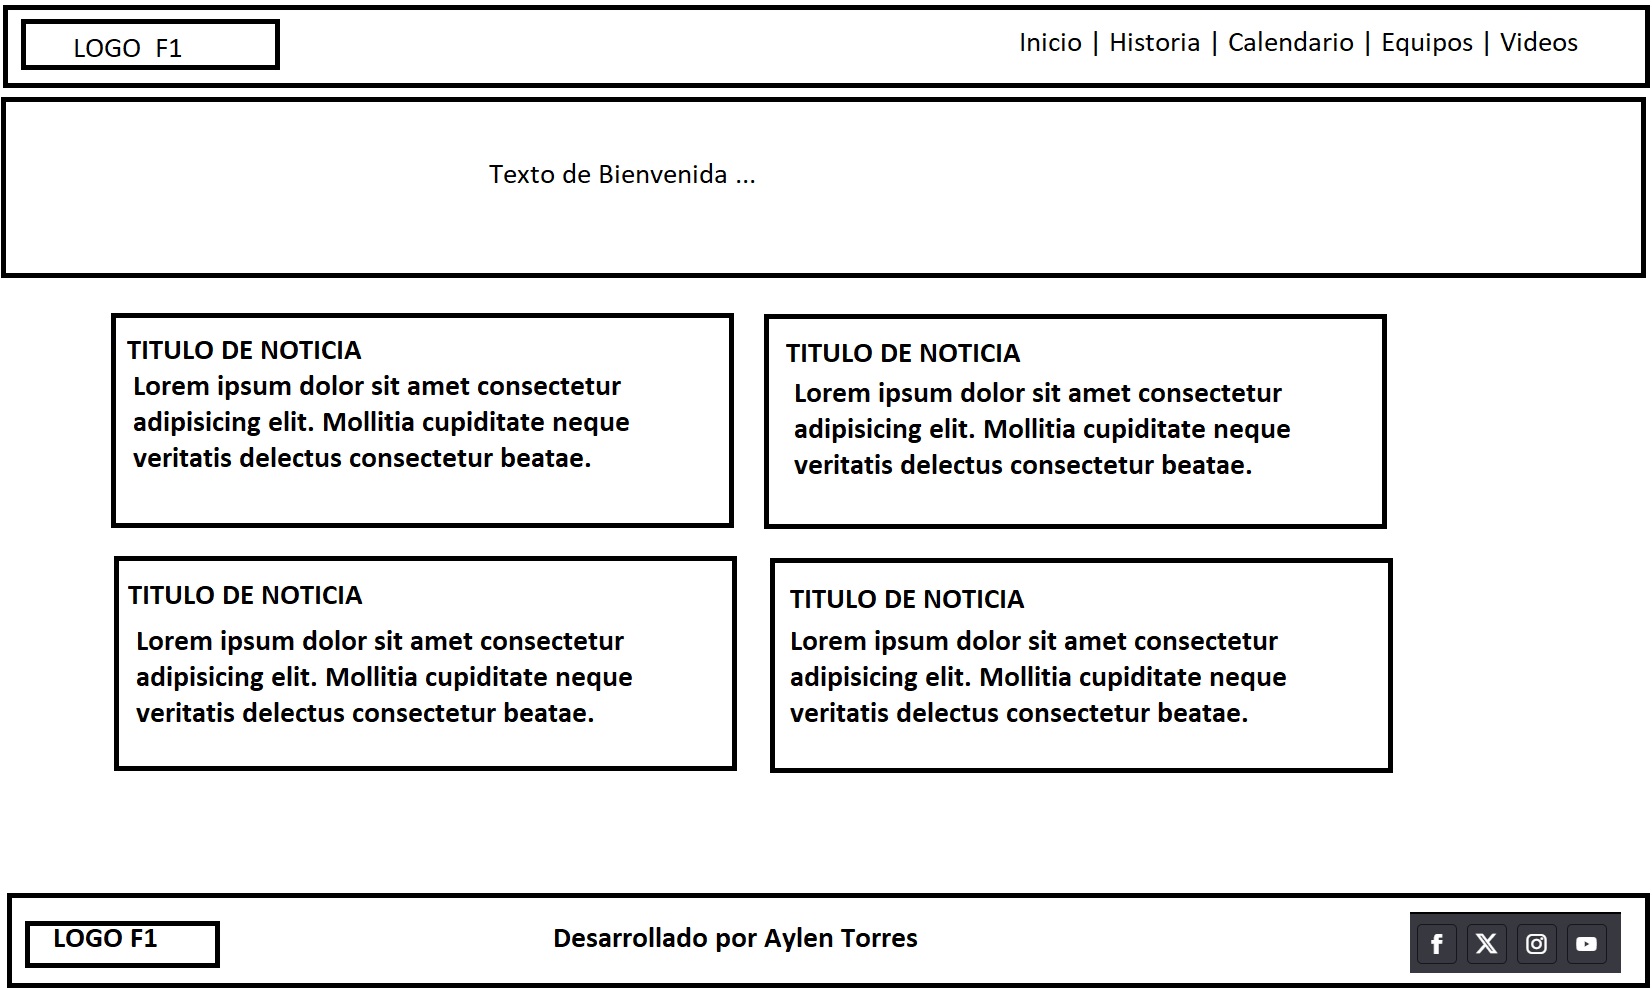 LOGO F1
Inicio | Historia | Calendario | Equipos | Videos
Texto de Bienvenida ...
TITULO DE NOTICIA
Lorem ipsum dolor sit amet consectetur
adipisicing elit. Mollitia cupiditate neque
veritatis delectus consectetur beatae.
TITULO DE NOTICIA
Lorem ipsum dolor sit amet consectetur
adipisicing elit. Mollitia cupiditate neque
veritatis delectus consectetur beatae.
TITULO DE NOTICIA
Lorem ipsum dolor sit amet consectetur
adipisicing elit. Mollitia cupiditate neque
veritatis delectus consectetur beatae.
TITULO DE NOTICIA
Lorem ipsum dolor sit amet consectetur
adipisicing elit. Mollitia cupiditate neque
veritatis delectus consectetur beatae.
LOGO F1
Desarrollado por Aylen Torres